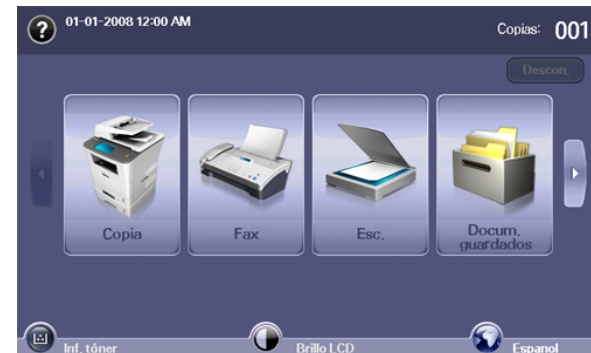 01-01-2008 12:00 AM
Copias: 001
Descon.
Copia
Fax
Esc.
Docum.
guardados
Inf. tóner
Brillo LCD
Espanol